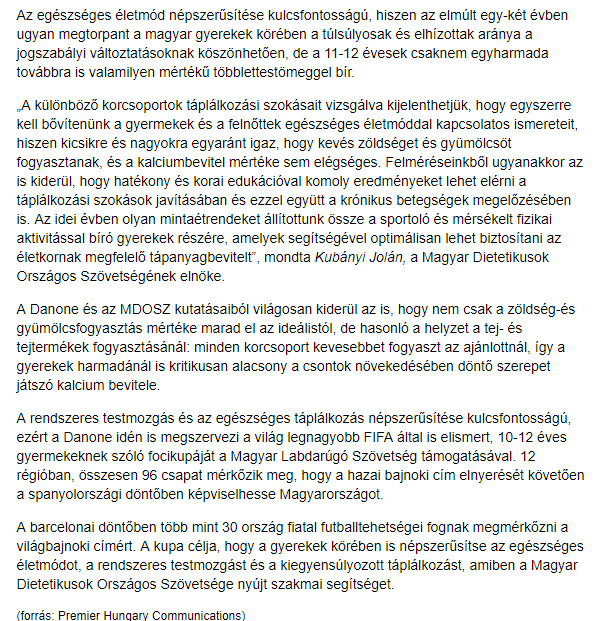 Az egészséges életmód népszerűsítése kulcsfontosságú, hiszen az elmúlt egy-két évben
ugyan megtorpant a magyar gyerekek körében a túlsúlyosak és elhízottak aránya a
jogszabályi változtatásoknak köszönhetően, de a 11-12 évesek csaknem egyharmada
továbbra is valamilyen mértékű többlettestömeggel bír.
„A különböző korcsoportok táplálkozási szokásait vizsgálva kijelenthetjük, hogy egyszerre
kell bővítenünk a gyermekek és a felnőttek egészséges életmóddal kapcsolatos ismereteit,
hiszen kicsikre és nagyokra egyaránt igaz, hogy kevés zöldséget és gyümölcsöt
fogyasztanak, és a kalciumbevitel mértéke sem elégséges. Felméréseinkből ugyanakkor az
is kiderül, hogy hatékony és korai edukációval komoly eredményeket lehet elérni a
táplálkozási szokások javításában és ezzel együtt a krónikus betegségek megelőzésében
is. Az idei évben olyan mintaétrendeket állítottunk össze a sportoló és mérsékelt fizikai
aktivitással bíró gyerekek részére, amelyek segítségével optimálisan lehet biztosítani az
életkornak megfelelő tápanyagbevitelt”, mondta Kubányi Jolán, a Magyar Dietetikusok
Országos Szövetségének elnöke.
A Danone és az MDOSZ kutatásaiból világosan kiderül az is, hogy nem csak a zöldség-és
gyümölcsfogyasztás mértéke marad el az ideálistól, de hasonló a helyzet a tej- és
tejtermékek fogyasztásánál: minden korcsoport kevesebbet fogyaszt az ajánlottnál, így a
gyerekek harmadánál is kritikusan alacsony a csontok növekedésében döntő szerepet
játszó kalcium bevitele.
A rendszeres testmozgás és az egészséges táplálkozás népszerűsítése kulcsfontosságú,
ezért a Danone idén is megszervezi a világ legnagyobb FIFA által is elismert, 10-12 éves
gyermekeknek szóló focikupáját a Magyar Labdarúgó Szövetség támogatásával. 12
régióban, összesen 96 csapat mérkőzik meg, hogy a hazai bajnoki cím elnyerését követően
a spanyolországi döntőben képviselhesse Magyarországot.
A barcelonai döntőben több mint 30 ország fiatal futballtehetségei fognak megmérkőzni a
világbajnoki címért. A kupa célja, hogy a gyerekek körében is népszerűsítse az egészséges
életmódot, a rendszeres testmozgást és a kiegyensúlyozott táplálkozást, amiben a Magyar
Dietetikusok Országos Szövetsége nyújt szakmai segítséget.
(forrás: Premier Hungary Communications)